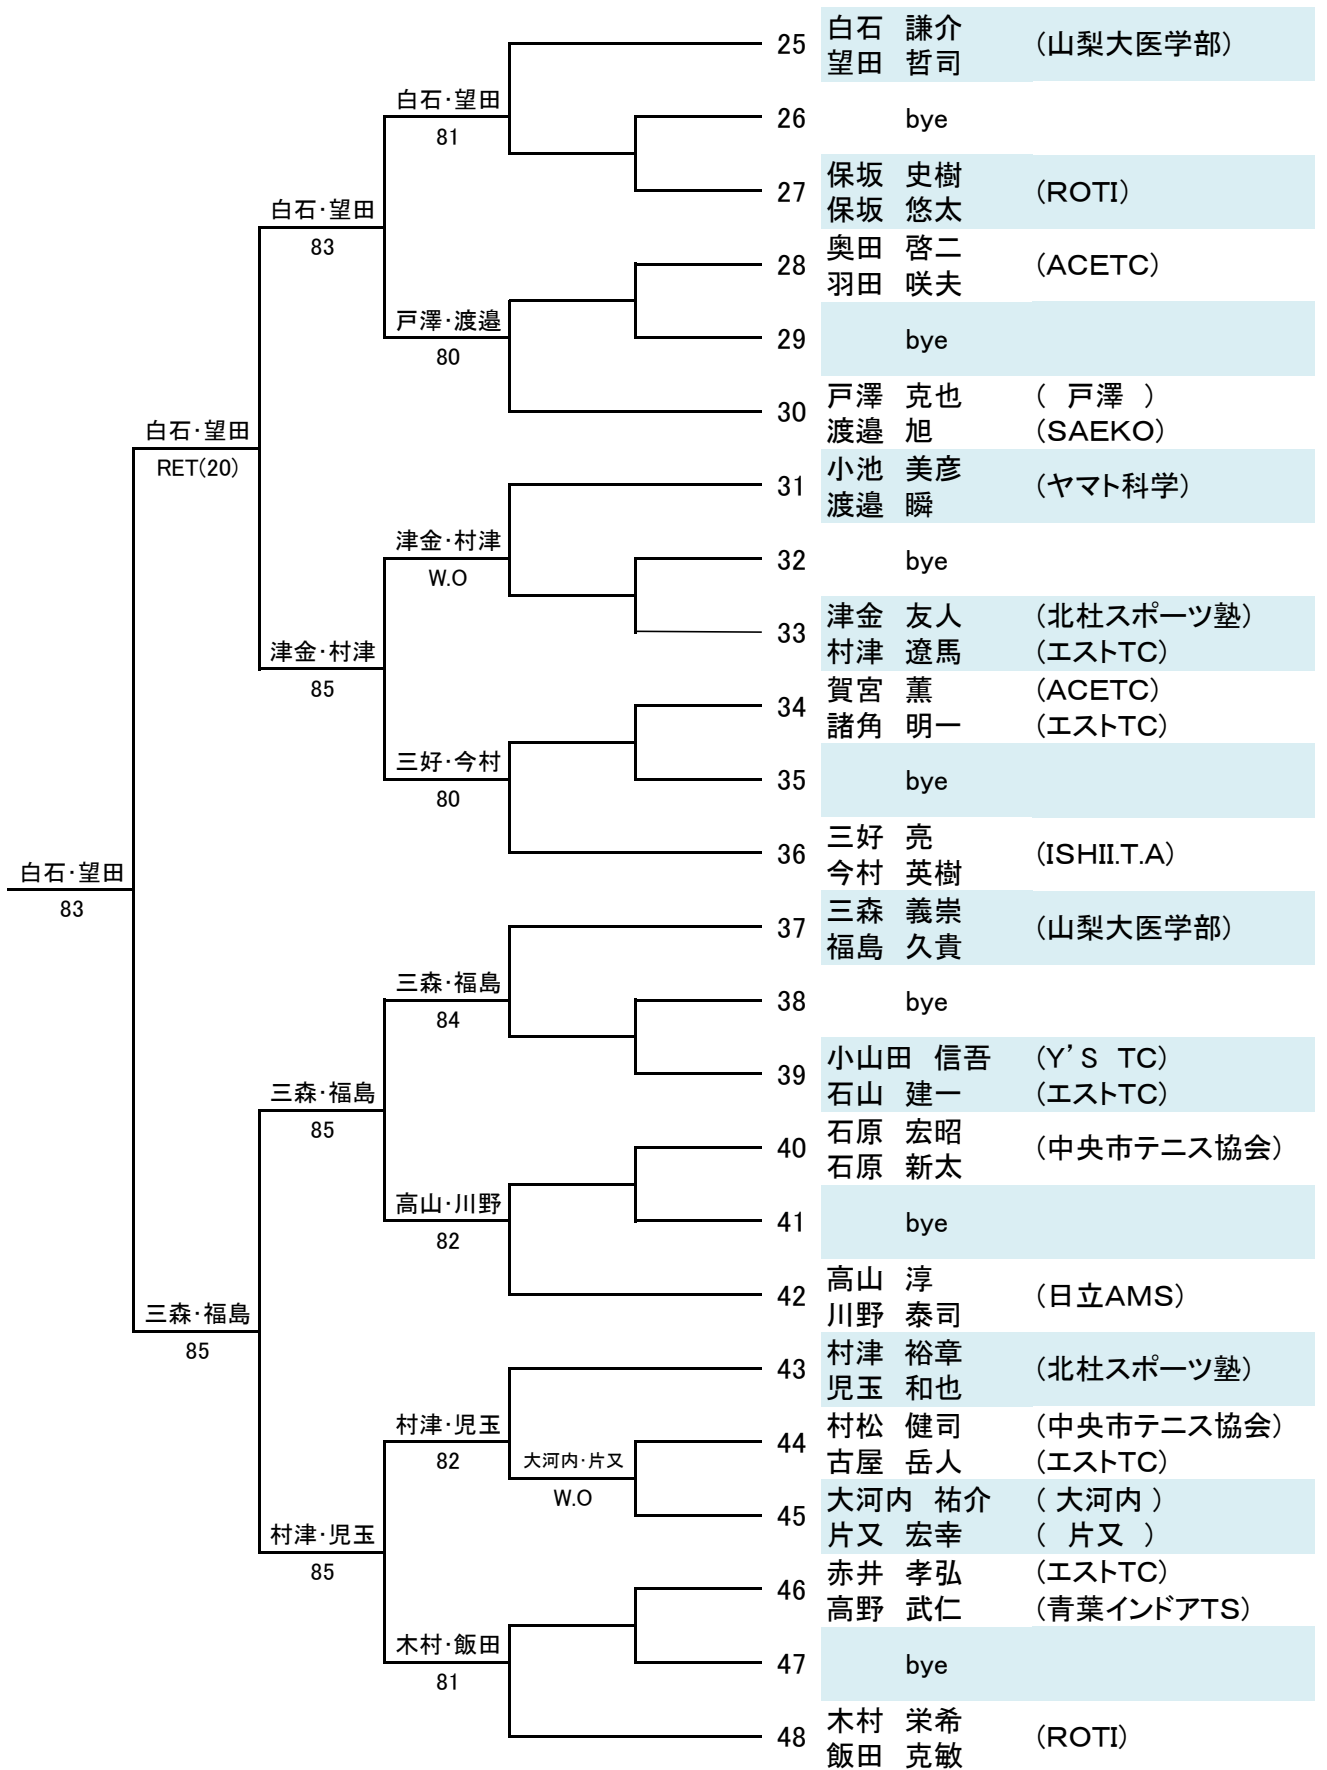 25 白石 謙介 (山梨大医学部)
望田 哲司
白石・望田
81
26 bye
27 保坂 史樹 (ROTI)
保坂 悠太
白石・望田
83
28 奥田 啓二 (ACETC)
羽田 咲夫
戸澤・渡邉
80
29 bye
30 戸澤 克也 ( 戸澤 )
渡邉 旭 (SAEKO)
白石・望田
RET(20)
31 小池 美彦 (ヤマト科学)
渡邉 瞬
津金・村津
W.O
32 bye
33 津金 友人 (北杜スポーツ塾)
村津 遼馬 (エストTC)
津金・村津
85
34 賀宮 薫 (ACETC)
諸角 明一 (エストTC)
三好・今村
80
35 bye
36 三好 亮 (ISHII.T.A)
今村 英樹
白石・望田
83
37 三森 義崇 (山梨大医学部)
福島 久貴
三森・福島
84
38 bye
39 小山田 信吾 (Y'S TC)
石山 建一 (エストTC)
三森・福島
85
40 石原 宏昭 (中央市テニス協会)
石原 新太
高山・川野
82
41 bye
42 高山 淳 (日立AMS)
川野 泰司
三森・福島
85
43 村津 裕章 (北杜スポーツ塾)
児玉 和也
村津・児玉
82
44 村松 健司 (中央市テニス協会)
古屋 岳人 (エストTC)
大河内・片又
W.O
45 大河内 祐介 ( 大河内 )
片又 宏幸 ( 片又 )
村津・児玉
85
46 赤井 孝弘 (エストTC)
高野 武仁 (青葉インドアTS)
木村・飯田
81
47 bye
48 木村 栄希 (ROTI)
飯田 克敏